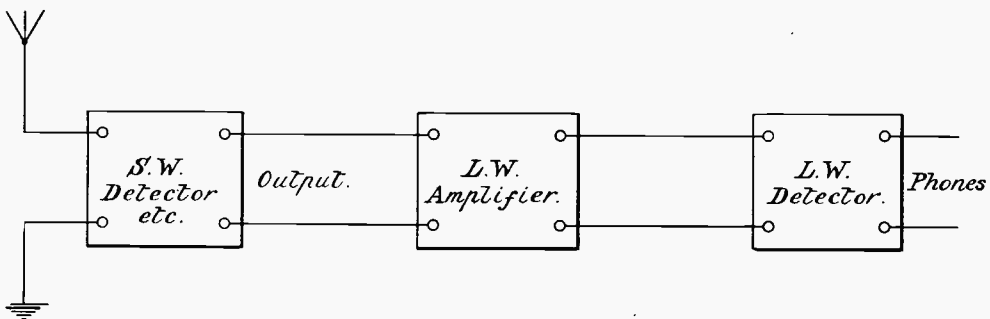 S.W.
Detector
etc.
Output.
L.W.
Amplifier.
L.W.
Detector.
Phones